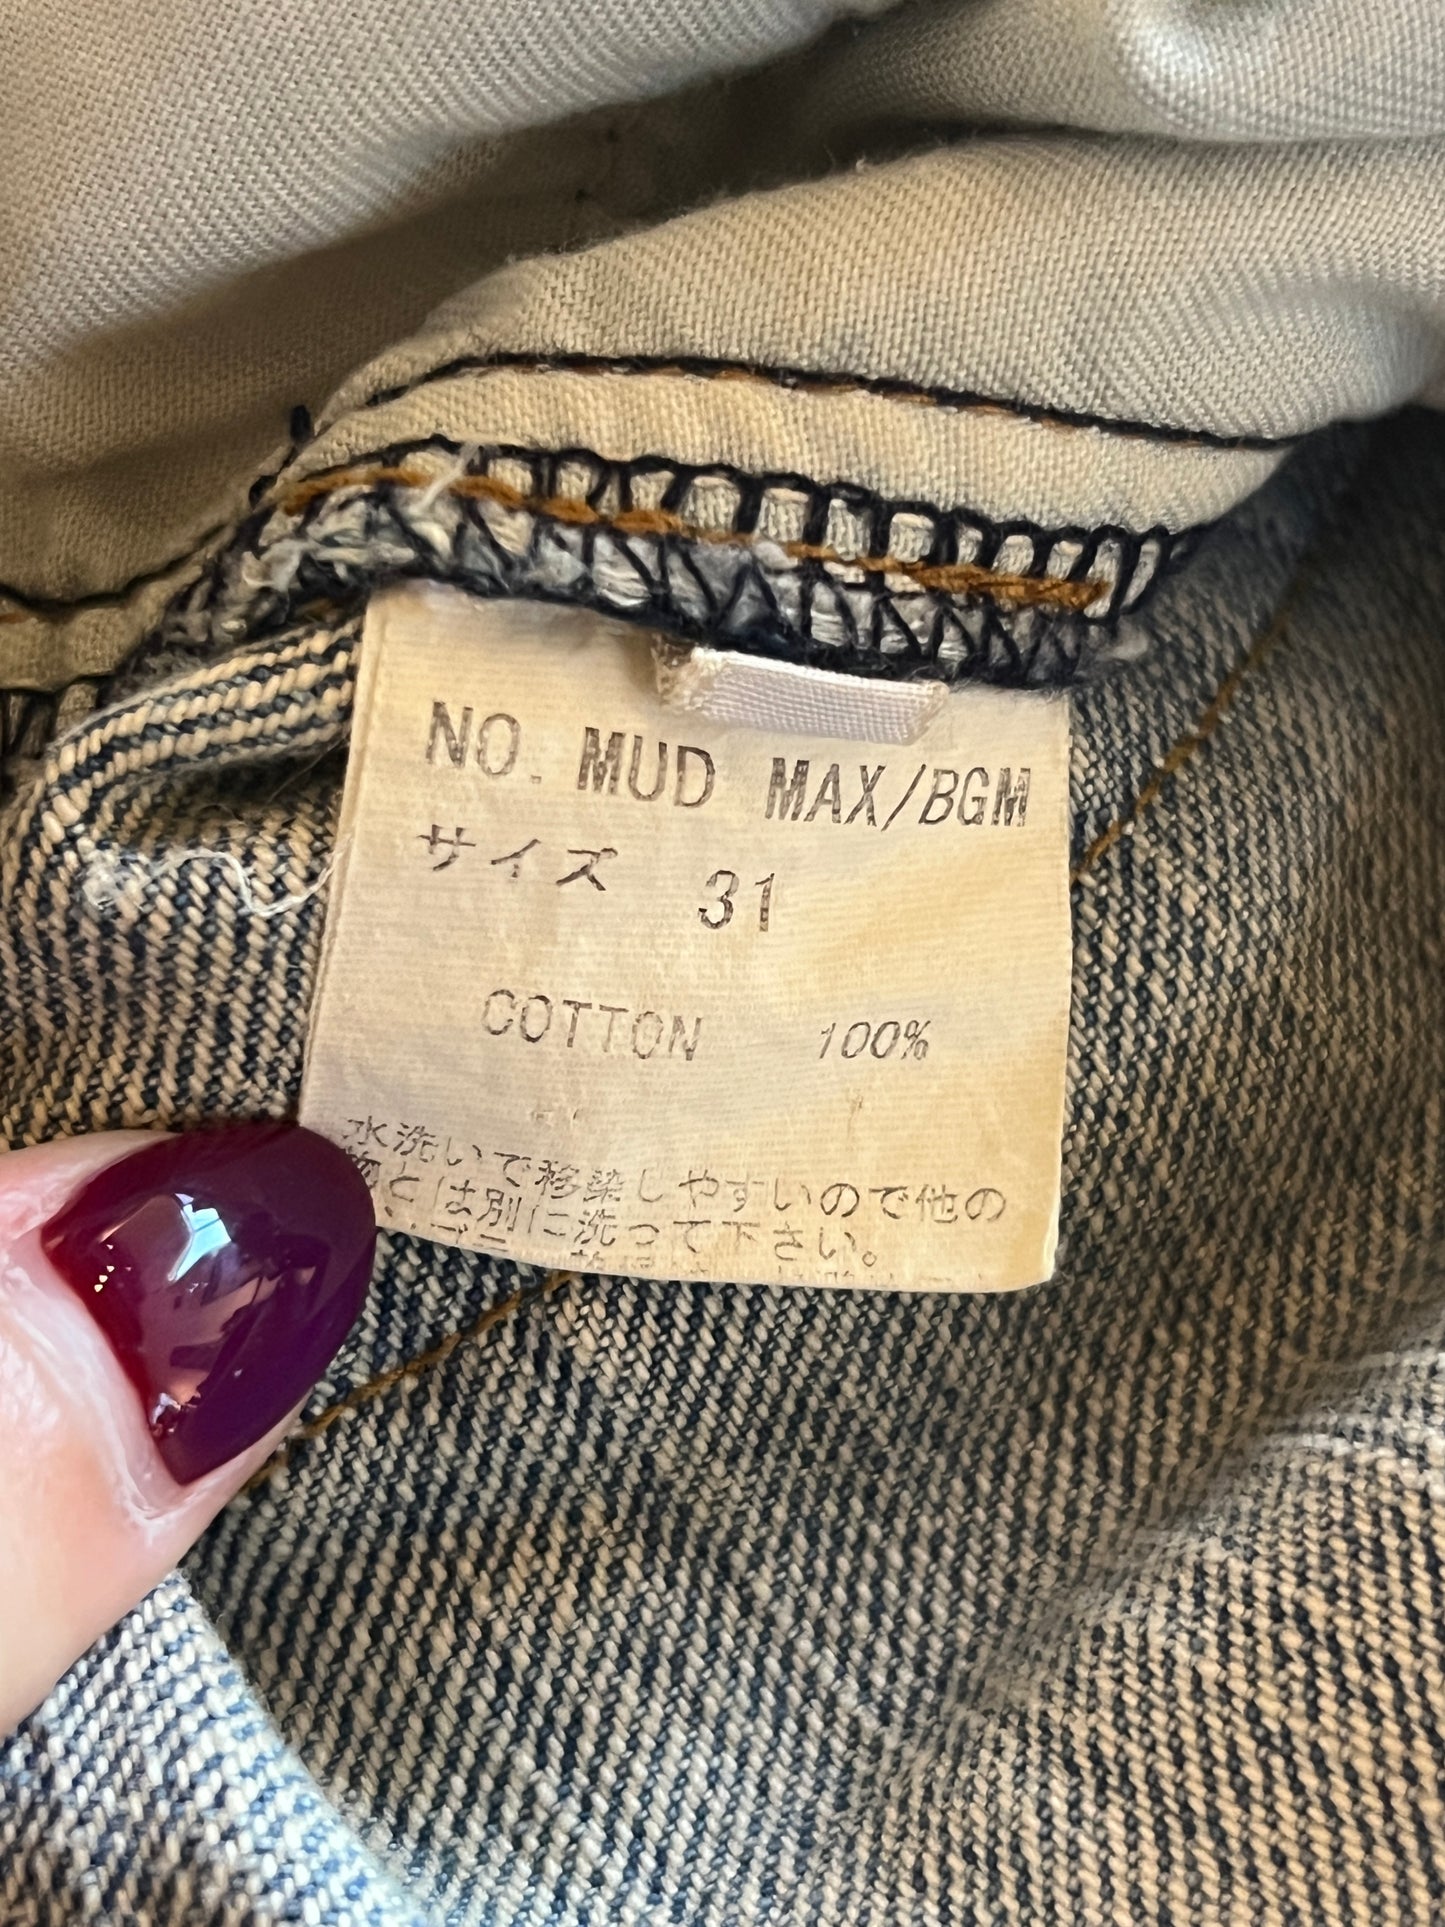 NO. MUD MAX/BGM
サイズ 31
COTTON 100%
水洗いで移染しやすいので他の
物とは別に洗って下さい。